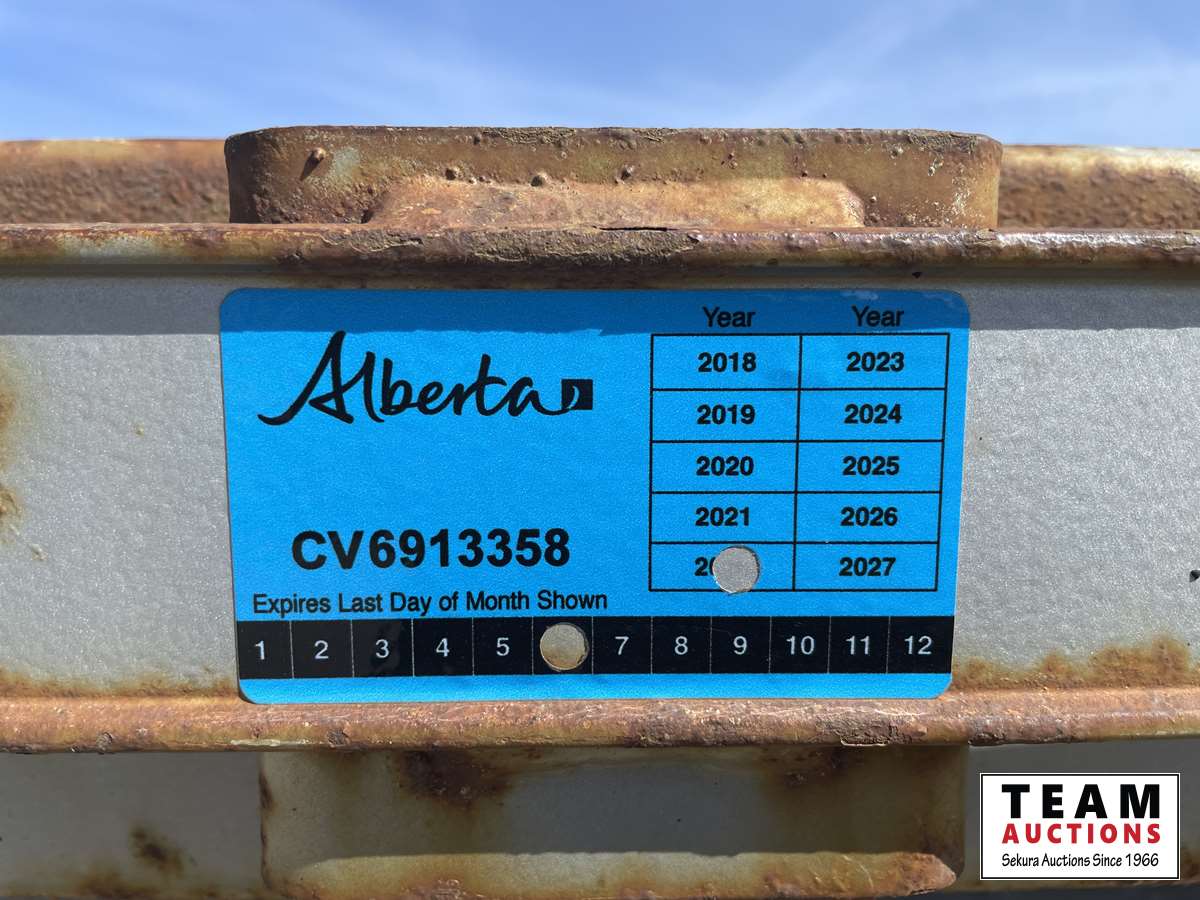 Alberta
Year Year
2018 2023
2019 2024
2020 2025
2021 2026
2027
CV6913358
Expires Last Day of Month Shown
1 2 3 4 5 7 8 9 10 11 12
TEAM
AUCTIONS
Sekura Auctions Since 1966